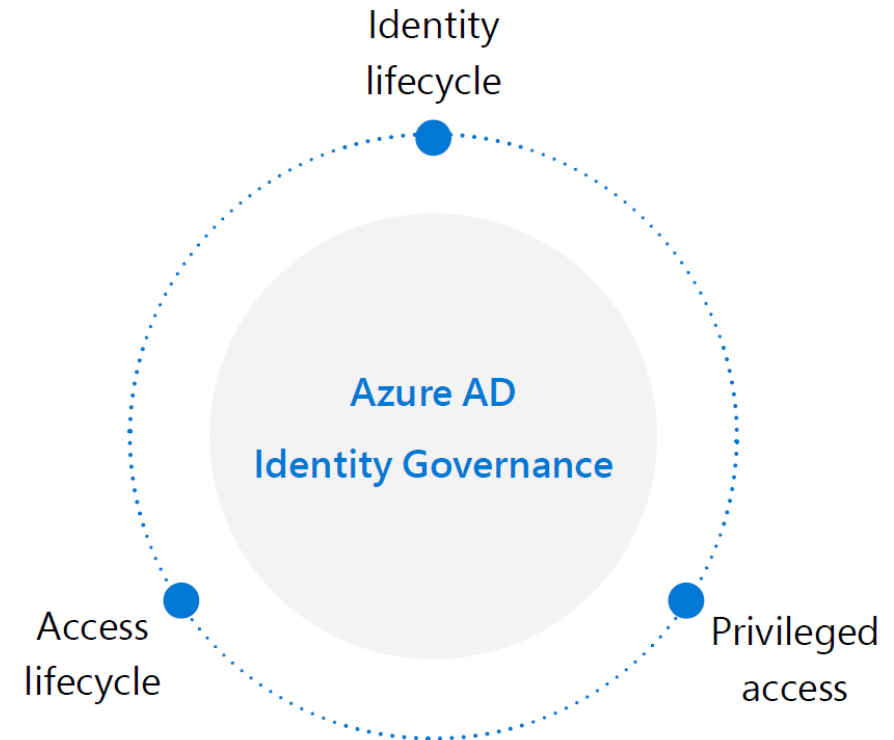 Identity
lifecycle
Azure AD
Identity Governance
Access
lifecycle
Privileged
access